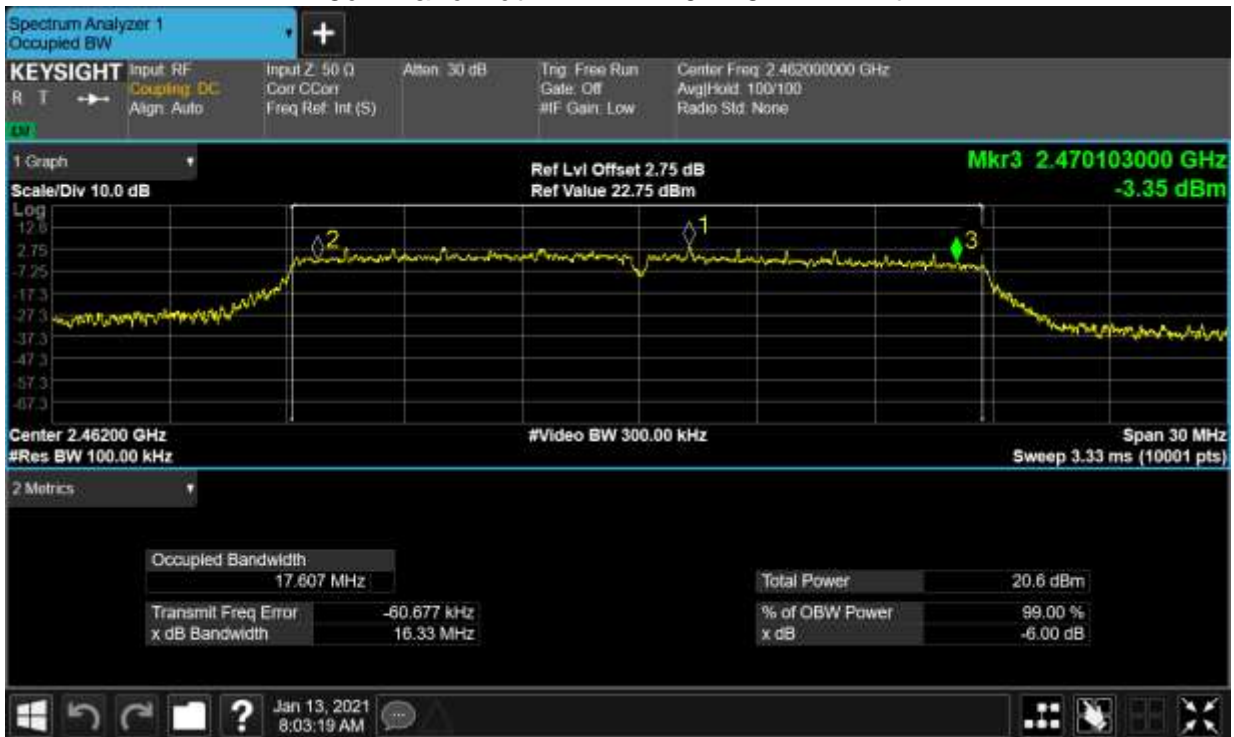 Spectrum Analyzer 1
Occupied BW
+
KEYSIGHT
R T
Input: RF
Coupling: DC
Align: Auto
Input Z: 50 Ω
Corr CCorr
Freq Ref: Int (S)
Atten: 30 dB
Trig: Free Run
Gate: Off
#IF Gain: Low
Center Freq: 2.462000000 GHz
Avg|Hold: 100/100
Radio Std: None
1 Graph
Scale/Div 10.0 dB
Ref Lvl Offset 2.75 dB
Ref Value 22.75 dBm
Mkr3 2.470103000 GHz
-3.35 dBm
Log
12.8
2.75
-7.25
-17.3
-27.3
-37.3
-47.3
-57.3
-67.3
2
1
3
Center 2.46200 GHz
#Res BW 100.00 kHz
#Video BW 300.00 kHz
Span 30 MHz
Sweep 3.33 ms (10001 pts)
2 Metrics
Occupied Bandwidth
17.607 MHz
Transmit Freq Error -60.677 kHz
x dB Bandwidth 16.33 MHz
Total Power 20.6 dBm
% of OBW Power 99.00 %
x dB -6.00 dB
?
Jan 13, 2021
8:03:19 AM